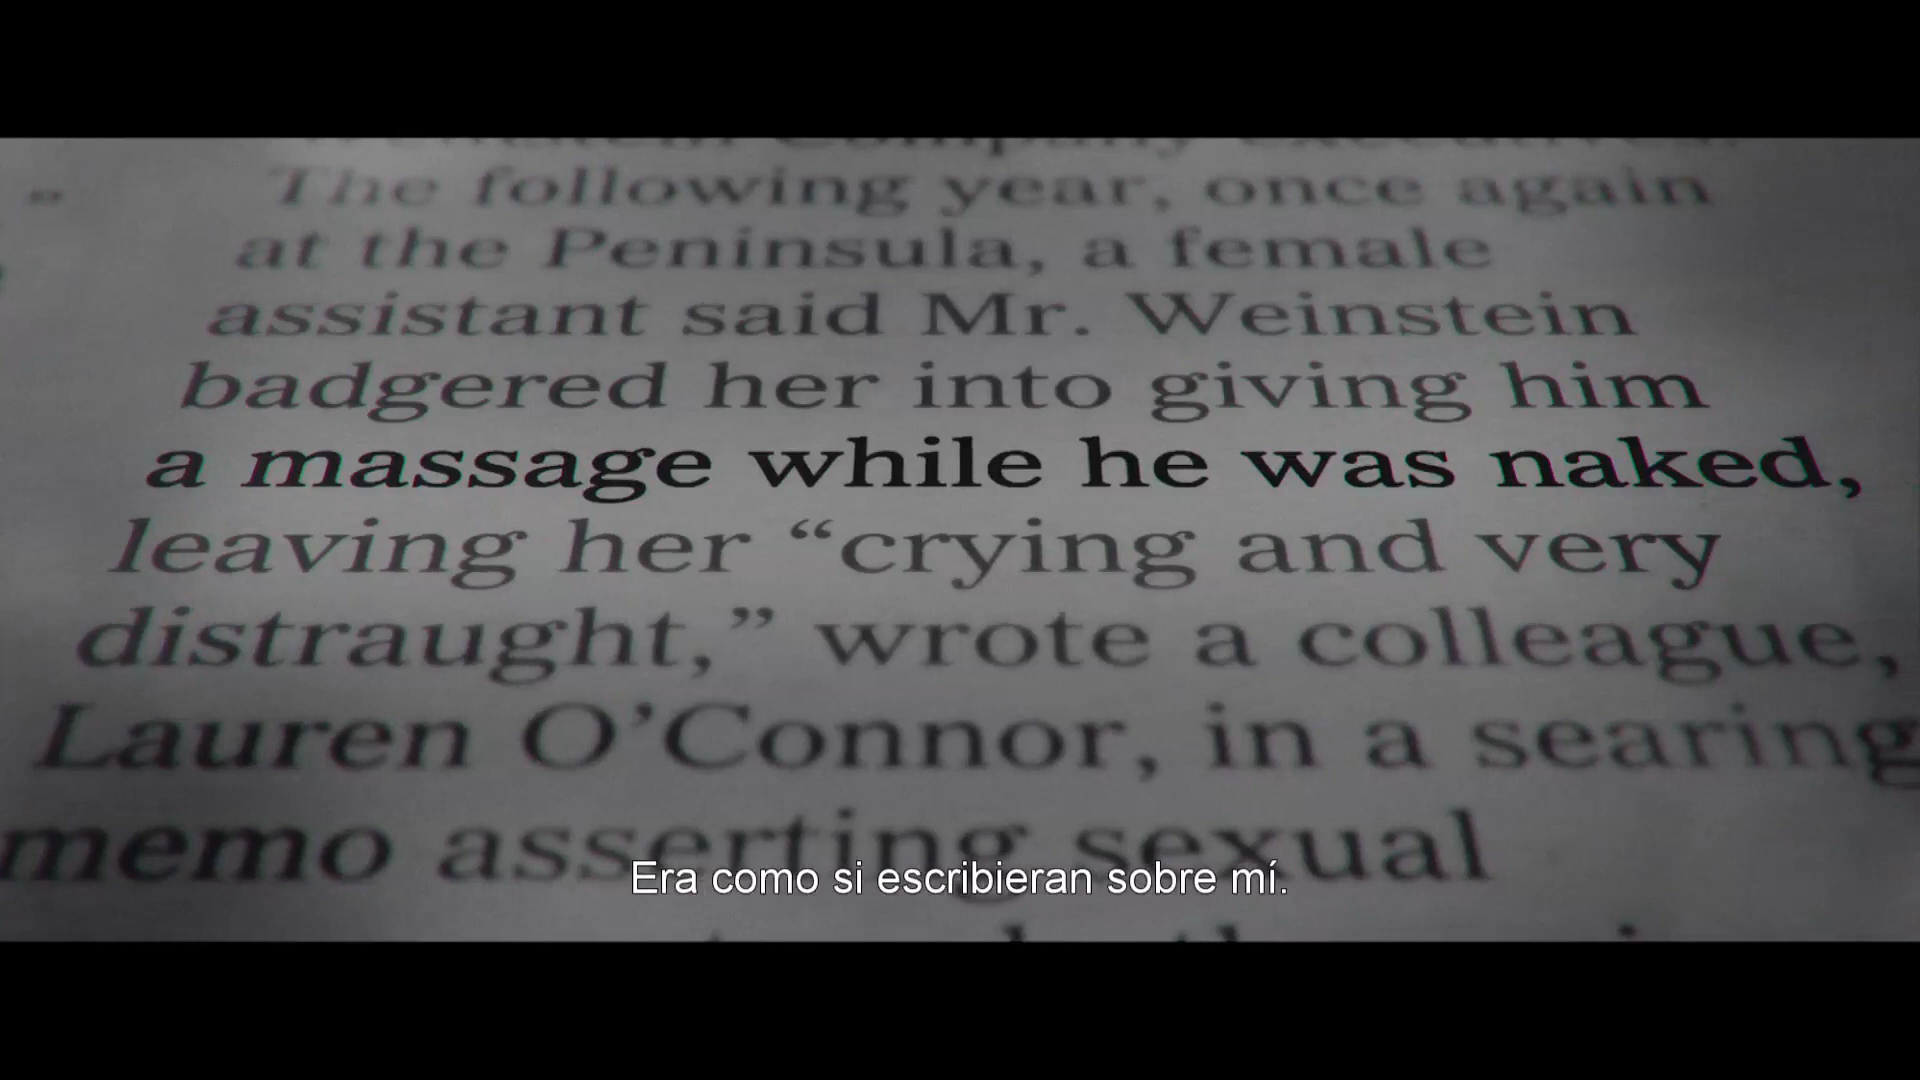 The following year, once again
at the Peninsula, a female
assistant said Mr. Weinstein
badgered her into giving him
a massage while he was naked,
leaving her “crying and very
distraught,” wrote a colleague,
Lauren O’Connor, in a searing
memo asserting sexual
Era como si escribieran sobre mí.